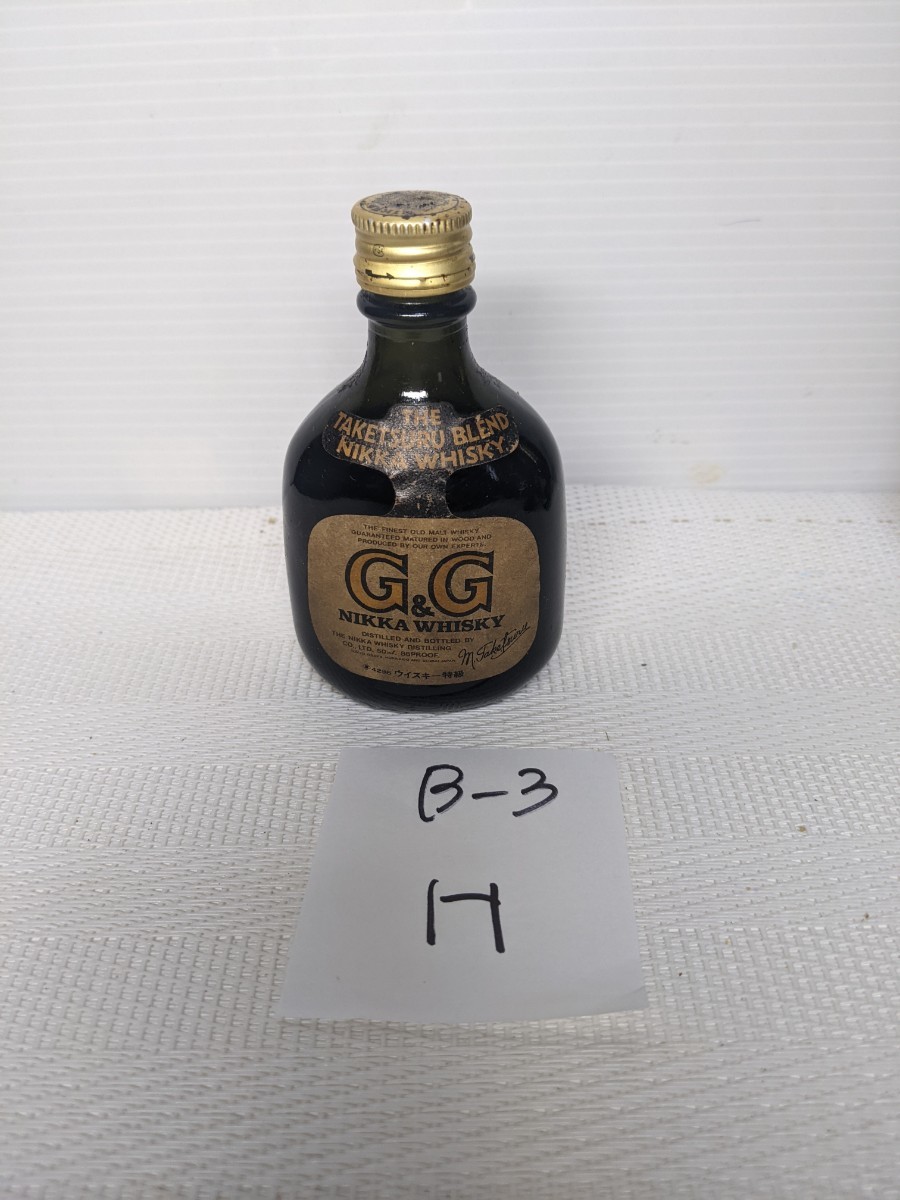 THE
TAKETSURU BLEND
NIKKA WHISKY
THE FINEST OLD MALT WHISKY
GUARANTEED MATURED IN WOOD AND
PRODUCED BY OUR OWN EXPERTS.
G&G
NIKKA WHISKY
DISTILLED AND BOTTLED BY
THE NIKKA WHISKY DISTILLING
CO., LTD. 50ml. 86PROOF.
ウイスキー特級
B-3
H